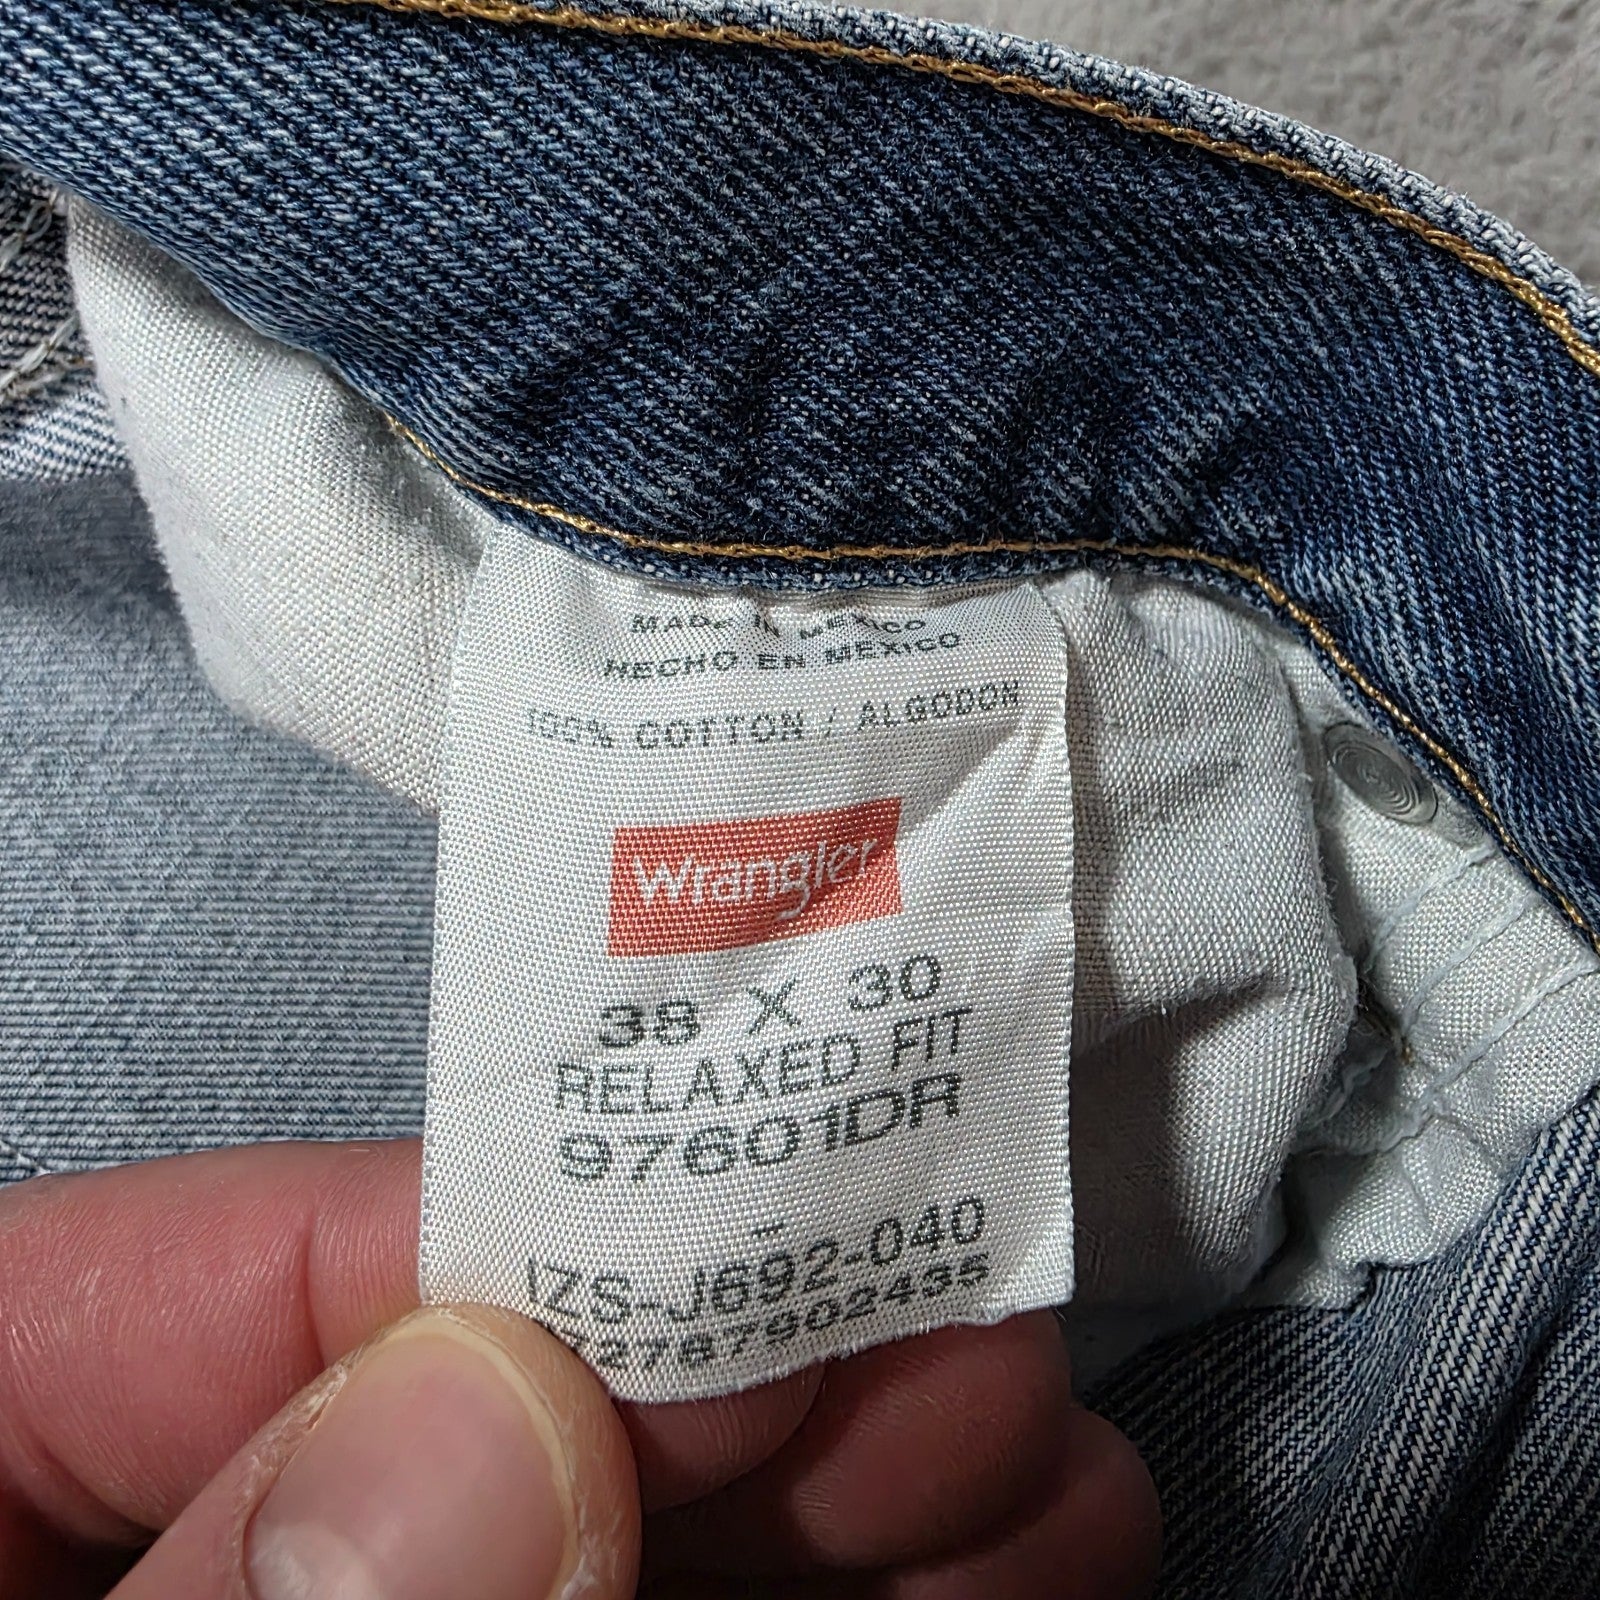 MADE IN MEXICO
HECHO EN MEXICO
100% COTTON / ALGODON
Wrangler
38 X 30
RELAXED FIT
97601DR
-
IZS-J692-040